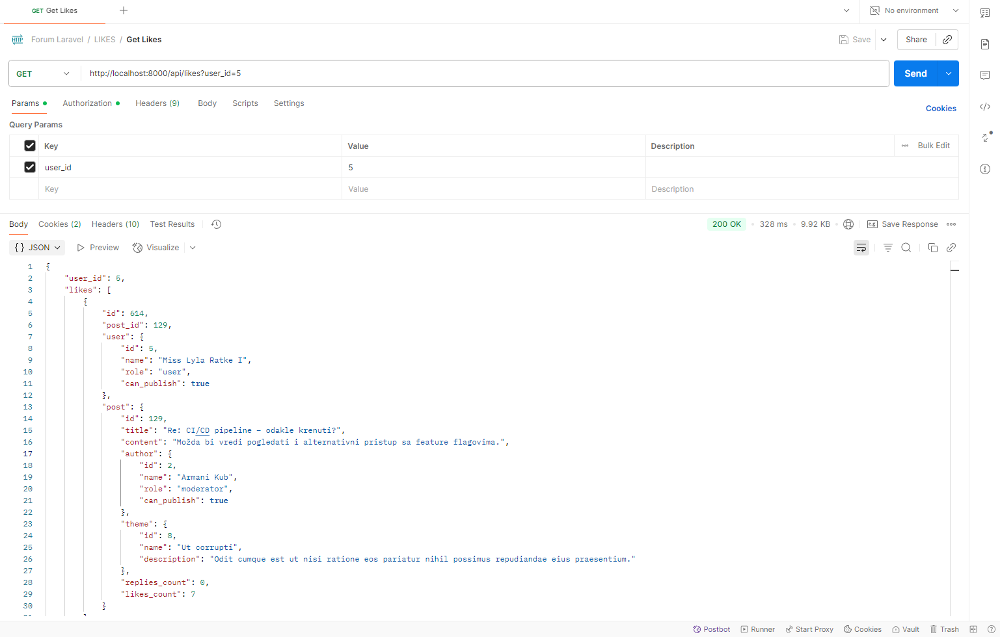 GET Get Likes
No environment
Forum Laravel / LIKES / Get Likes
Save
Share
GET
http://localhost:8000/api/likes?user_id=5
Send
Params
Authorization
Headers (9)
Body
Scripts
Settings
Cookies
Query Params
Key Value Description
Bulk Edit
user_id 5
Key Value Description
Body
Cookies (2)
Headers (10)
Test Results
200 OK
328 ms
9.92 KB
e.g. Save Response
{} JSON
Preview
Visualize
1 {
2 "user_id": 5,
3 "likes": [
4 {
5 "id": 614,
6 "post_id": 129,
7 "user": {
8 "id": 5,
9 "name": "Miss Lyla Ratke I",
10 "role": "user",
11 "can_publish": true
12 },
13 "post": {
14 "id": 129,
15 "title": "Re: CI/CD pipeline – odakle krenuti?",
16 "content": "Možda bi vredi pogledati i alternativni pristup sa feature flagovima.",
17 "author": {
18 "id": 2,
19 "name": "Armani Kub",
20 "role": "moderator",
21 "can_publish": true
22 },
23 "theme": {
24 "id": 8,
25 "name": "Ut corrupti",
26 "description": "Odit cumque est ut nisi ratione eos pariatur nihil possimus repudiandae eius praesentium."
27 },
28 "replies_count": 0,
29 "likes_count": 7
30 }
Postbot
Runner
Start Proxy
Cookies
Vault
Trash